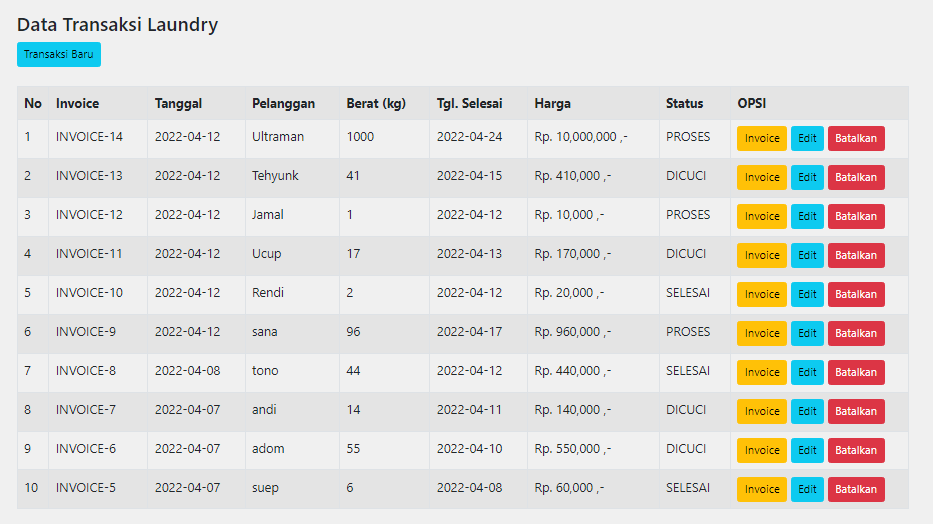 Data Transaksi Laundry
Transaksi Baru
No Invoice Tanggal Pelanggan Berat (kg) Tgl. Selesai Harga Status OPSI
1 INVOICE-14 2022-04-12 Ultraman 1000 2022-04-24 Rp. 10,000,000 ,- PROSES Invoice Edit Batalkan
2 INVOICE-13 2022-04-12 Tehyunk 41 2022-04-15 Rp. 410,000 ,- DICUCI Invoice Edit Batalkan
3 INVOICE-12 2022-04-12 Jamal 1 2022-04-12 Rp. 10,000 ,- PROSES Invoice Edit Batalkan
4 INVOICE-11 2022-04-12 Ucup 17 2022-04-13 Rp. 170,000 ,- DICUCI Invoice Edit Batalkan
5 INVOICE-10 2022-04-12 Rendi 2 2022-04-12 Rp. 20,000 ,- SELESAI Invoice Edit Batalkan
6 INVOICE-9 2022-04-12 sana 96 2022-04-17 Rp. 960,000 ,- PROSES Invoice Edit Batalkan
7 INVOICE-8 2022-04-08 tono 44 2022-04-12 Rp. 440,000 ,- SELESAI Invoice Edit Batalkan
8 INVOICE-7 2022-04-07 andi 14 2022-04-11 Rp. 140,000 ,- DICUCI Invoice Edit Batalkan
9 INVOICE-6 2022-04-07 adom 55 2022-04-10 Rp. 550,000 ,- DICUCI Invoice Edit Batalkan
10 INVOICE-5 2022-04-07 suep 6 2022-04-08 Rp. 60,000 ,- SELESAI Invoice Edit Batalkan